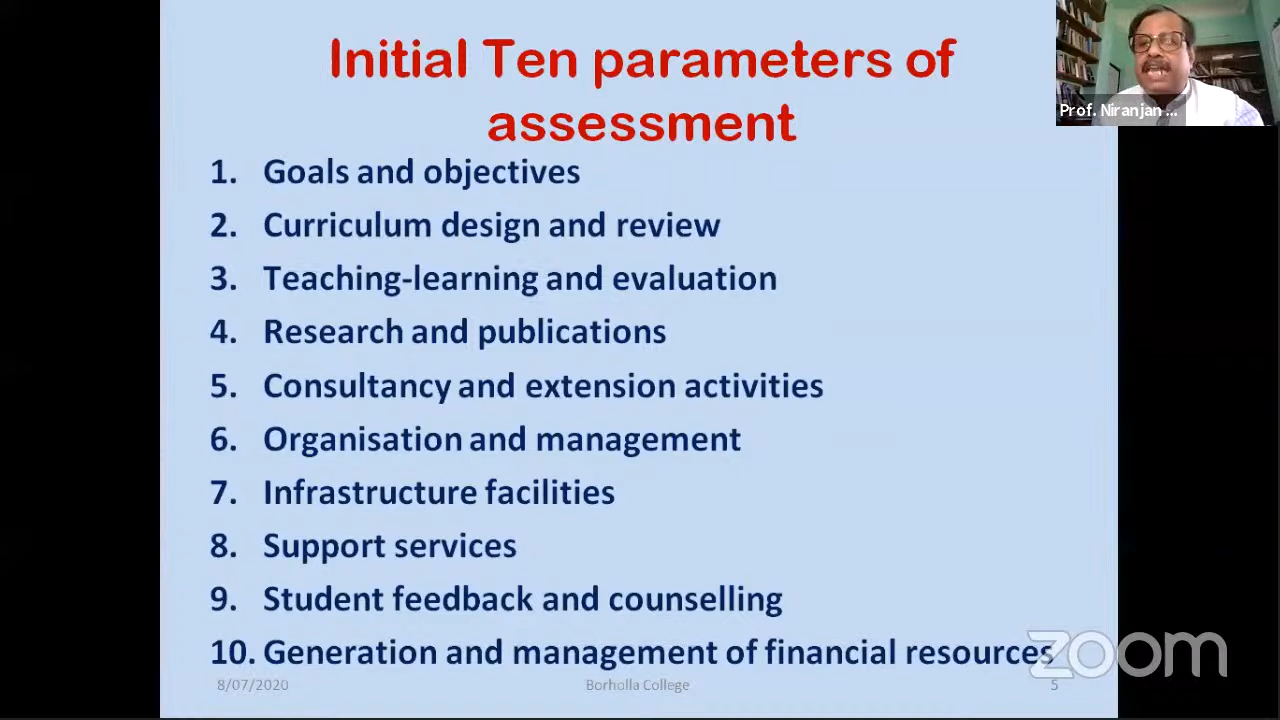 Initial Ten parameters of
assessment
Prof. Niranjan ...
1. Goals and objectives
2. Curriculum design and review
3. Teaching-learning and evaluation
4. Research and publications
5. Consultancy and extension activities
6. Organisation and management
7. Infrastructure facilities
8. Support services
9. Student feedback and counselling
10. Generation and management of financial resources
zoom
8/07/2020 Borholla College 5